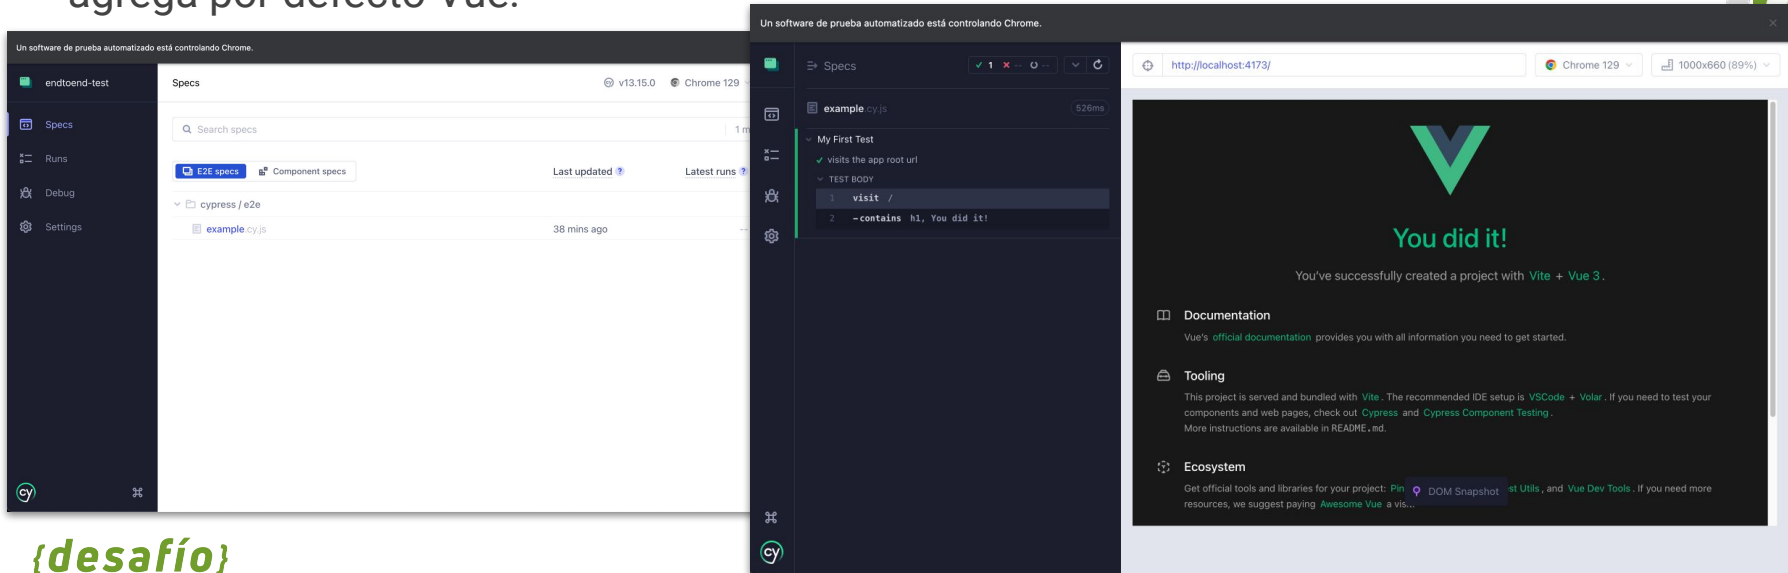 agrega por defecto Vue.
Un software de prueba automatizado está controlando Chrome.
endtoend-test
Specs
v13.15.0
Chrome 129
Specs
Runs
Debug
Settings
Search specs
E2E specs
Component specs
Last updated ?
Latest runs ?
cypress / e2e
example.cy.js
38 mins ago
--
cy
⌘
{desafío}
Un software de prueba automatizado está controlando Chrome.
Specs
1 -- --
example.cy.js
526ms
My First Test
visits the app root url
TEST BODY
1 visit /
2 -contains h1, You did it!
⌘
cy
http://localhost:4173/
Chrome 129
1000x660 (89%)
You did it!
You've successfully created a project with Vite + Vue 3.
Documentation
Vue's official documentation provides you with all information you need to get started.
Tooling
This project is served and bundled with Vite. The recommended IDE setup is VSCode + Volar. If you need to test your
components and web pages, check out Cypress and Cypress Component Testing.
More instructions are available in README.md.
Ecosystem
Get official tools and libraries for your project: Utils, and Vue Dev Tools. If you need more
resources, we suggest paying Awesome Vue a
DOM Snapshot